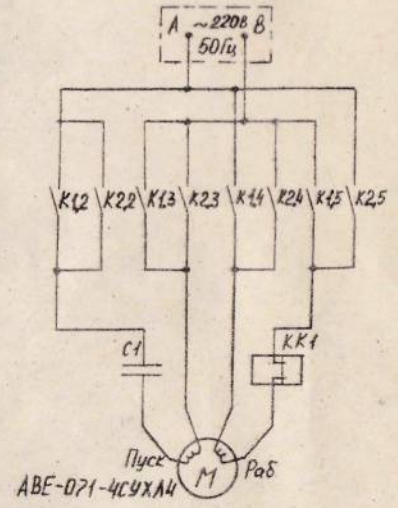 А ~220В В
50Гц
К1,2 К2,2 К1,3 К2,3 К1,4 К2,4 К1,5 К2,5
С1
КК1
Пуск
М
Раб
АВЕ-071-4СУХЛ4